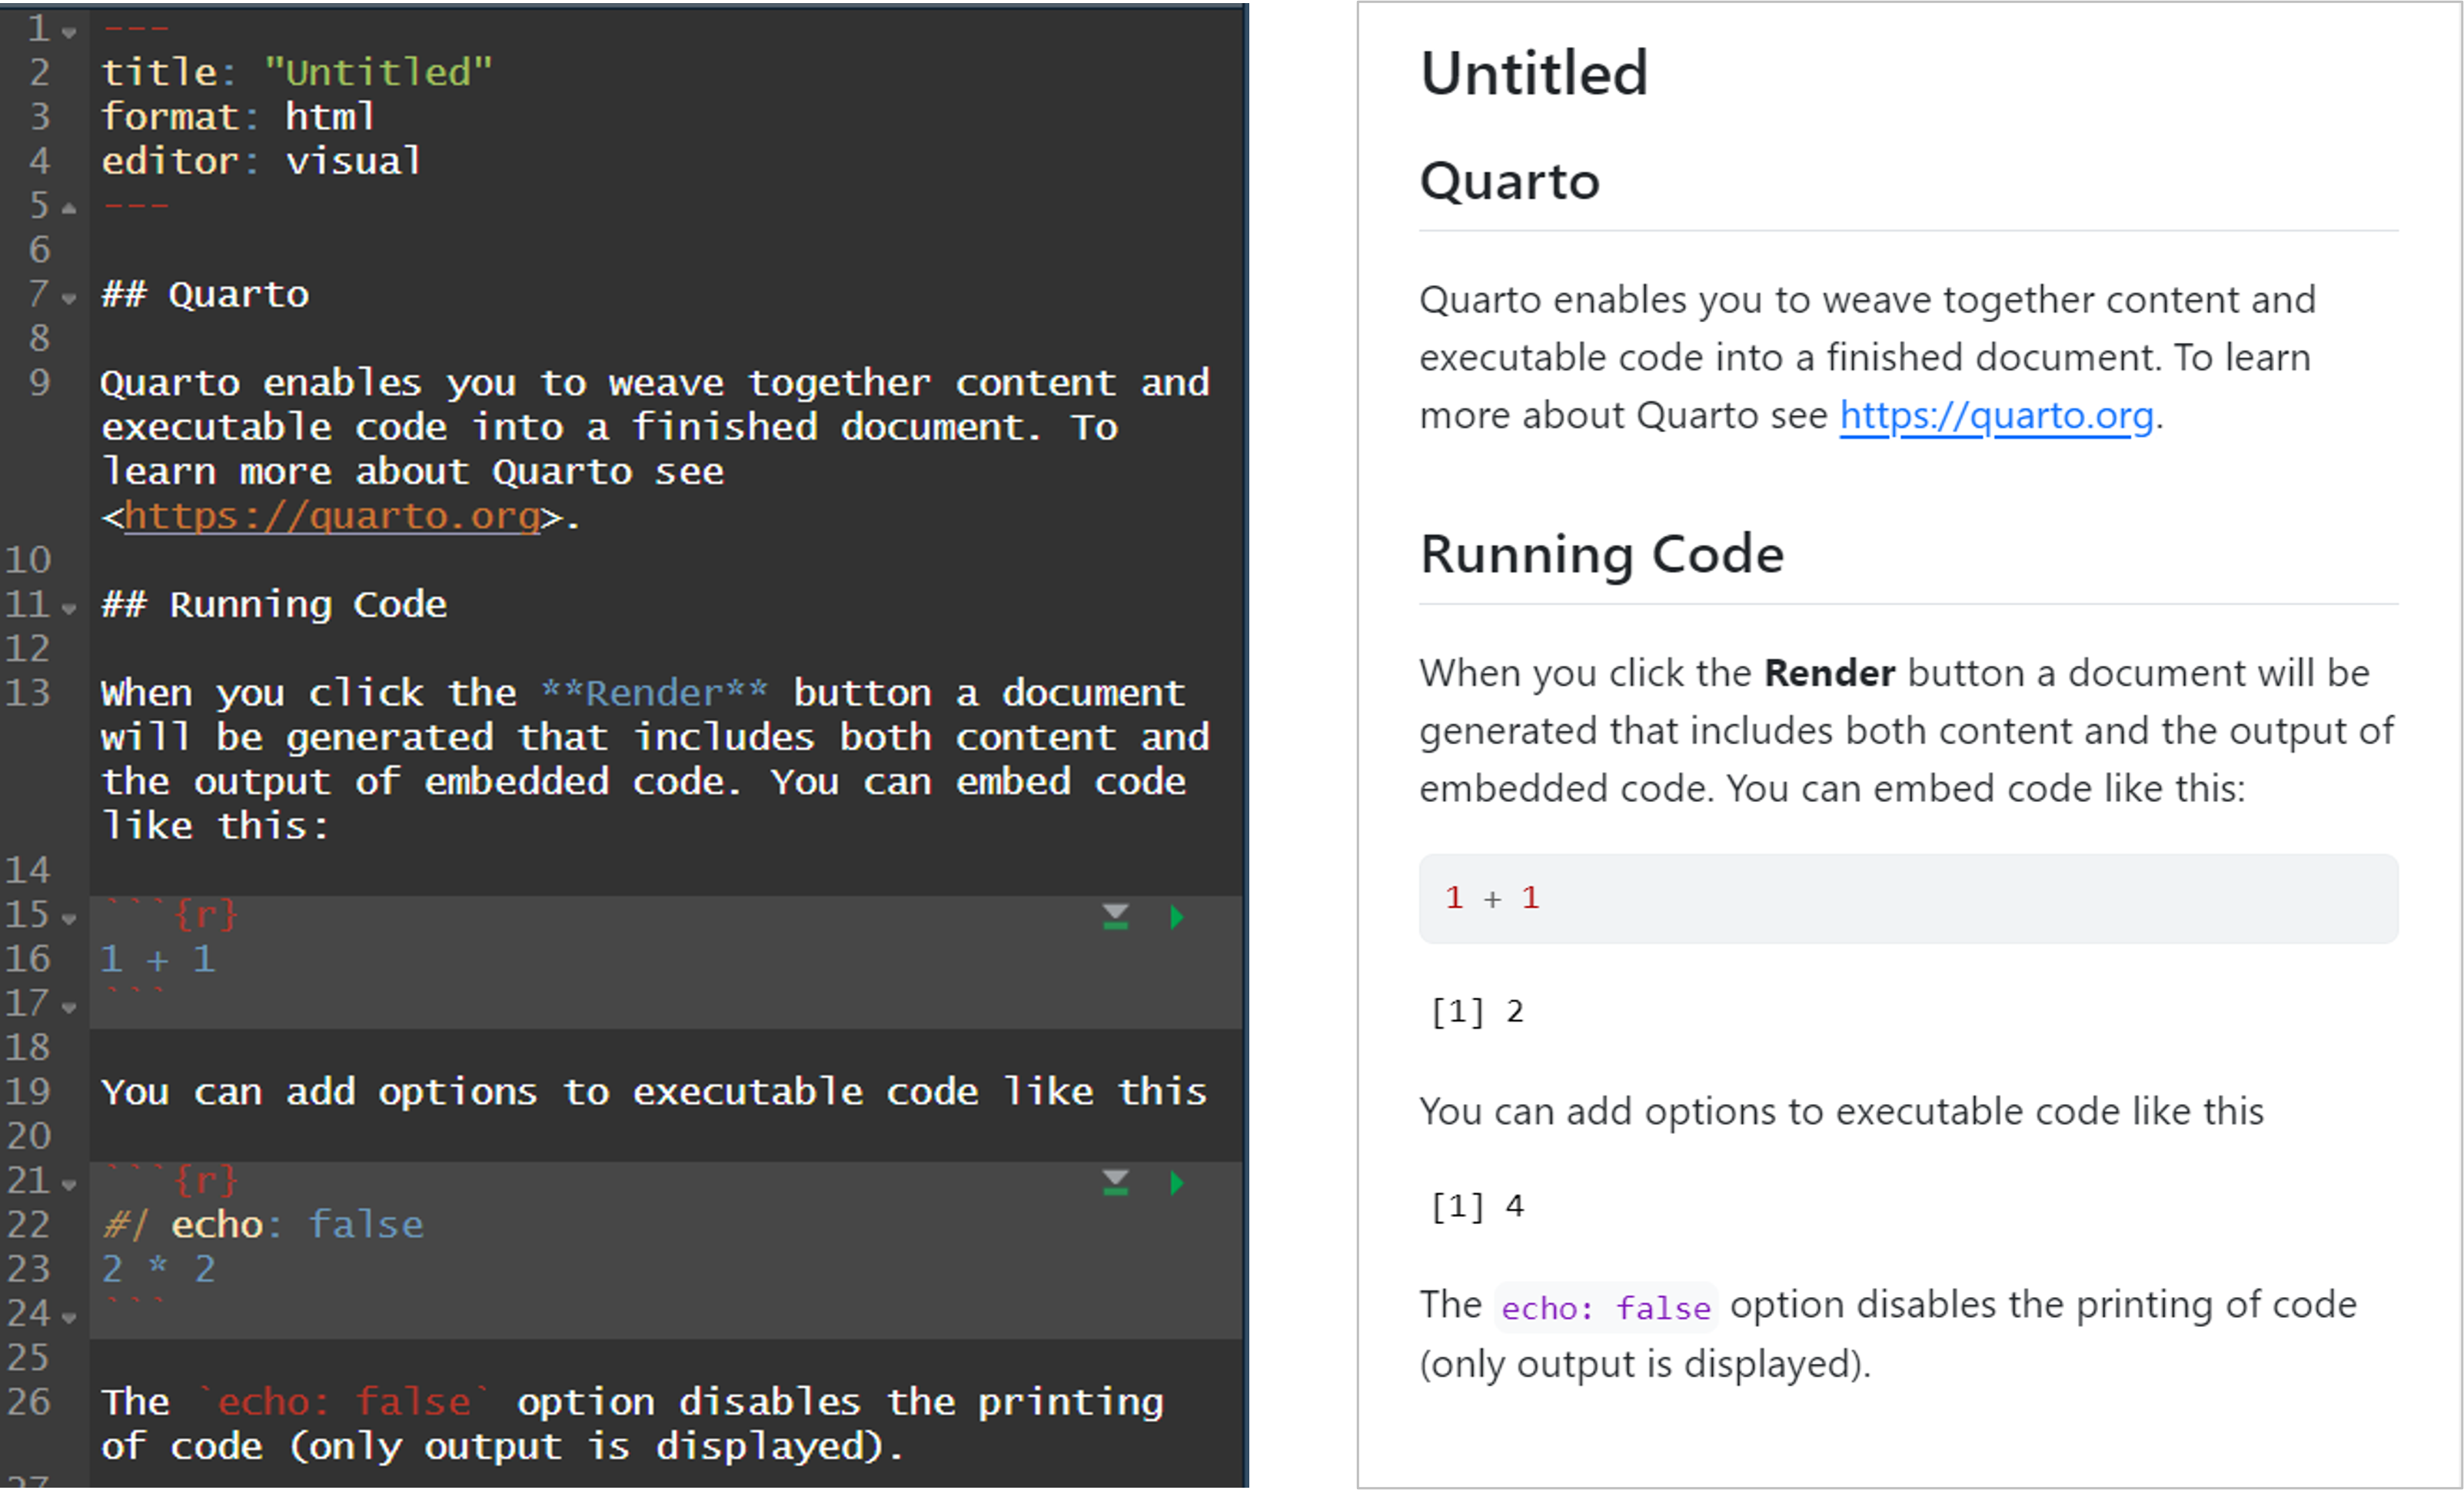 1 ---
2 title: "Untitled"
3 format: html
4 editor: visual
5 ---
6
7 ## Quarto
8
9 Quarto enables you to weave together content and
executable code into a finished document. To
learn more about Quarto see
<https://quarto.org>.
10
11 ## Running Code
12
13 When you click the **Render** button a document
will be generated that includes both content and
the output of embedded code. You can embed code
like this:
14
15 ```{r}
16 1 + 1
17 ```
18
19 You can add options to executable code like this
20
21 ```{r}
22 #/ echo: false
23 2 * 2
24 ```
25
26 The `echo: false` option disables the printing
of code (only output is displayed).
27
Untitled
Quarto
Quarto enables you to weave together content and
executable code into a finished document. To learn
more about Quarto see https://quarto.org.
Running Code
When you click the Render button a document will be
generated that includes both content and the output of
embedded code. You can embed code like this:
1 + 1
[1] 2
You can add options to executable code like this
[1] 4
The echo: false option disables the printing of code
(only output is displayed).